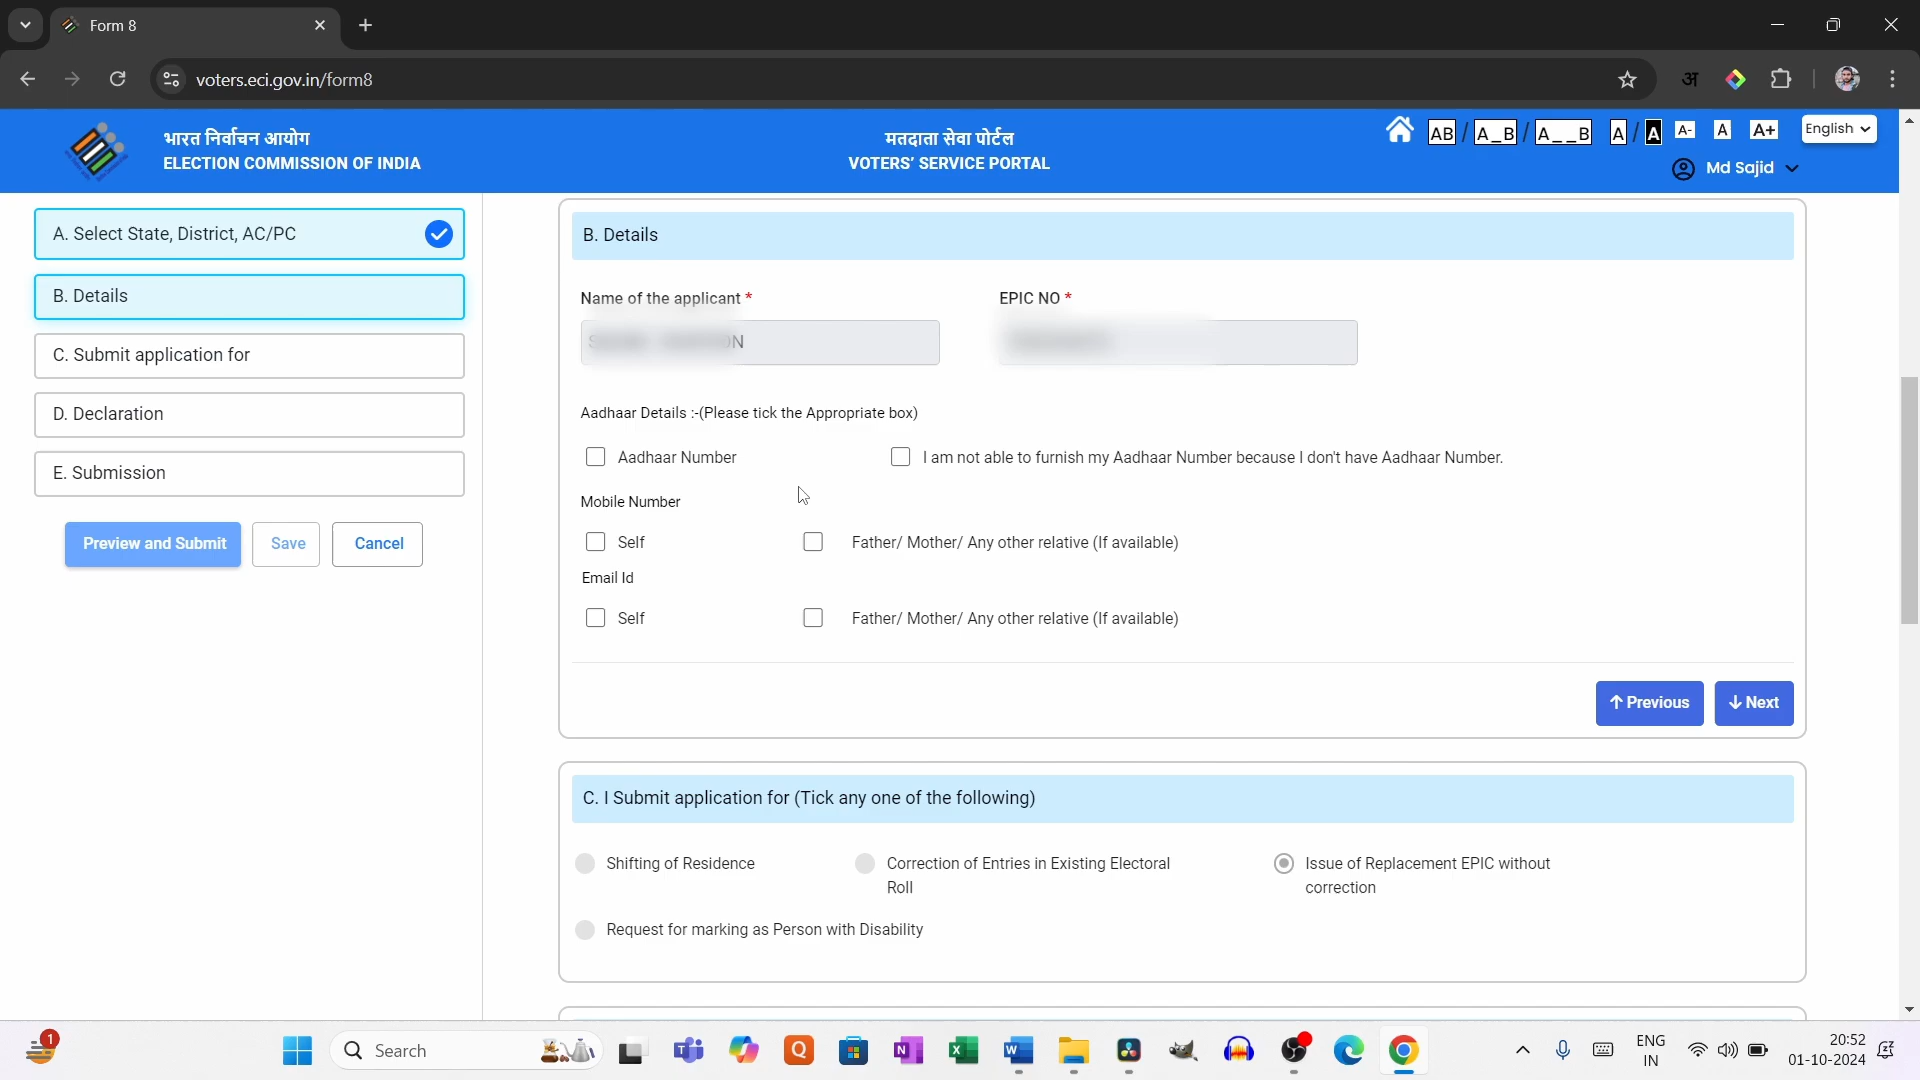 Form 8
voters.eci.gov.in/form8
अ
भारत निर्वाचन आयोग
ELECTION COMMISSION OF INDIA
मतदाता सेवा पोर्टल
VOTERS' SERVICE PORTAL
AB / A_B / A__B A / A A- A A+ English
Md Sajid
A. Select State, District, AC/PC
B. Details
C. Submit application for
D. Declaration
E. Submission
Preview and Submit Save Cancel
B. Details
Name of the applicant * EPIC NO *
Aadhaar Details :-(Please tick the Appropriate box)
Aadhaar Number I am not able to furnish my Aadhaar Number because I don't have Aadhaar Number.
Mobile Number
Self Father/ Mother/ Any other relative (If available)
Email Id
Self Father/ Mother/ Any other relative (If available)
Previous Next
C. I Submit application for (Tick any one of the following)
Shifting of Residence Correction of Entries in Existing Electoral Roll Issue of Replacement EPIC without correction
Request for marking as Person with Disability
1 Search ENG IN 20:52
01-10-2024